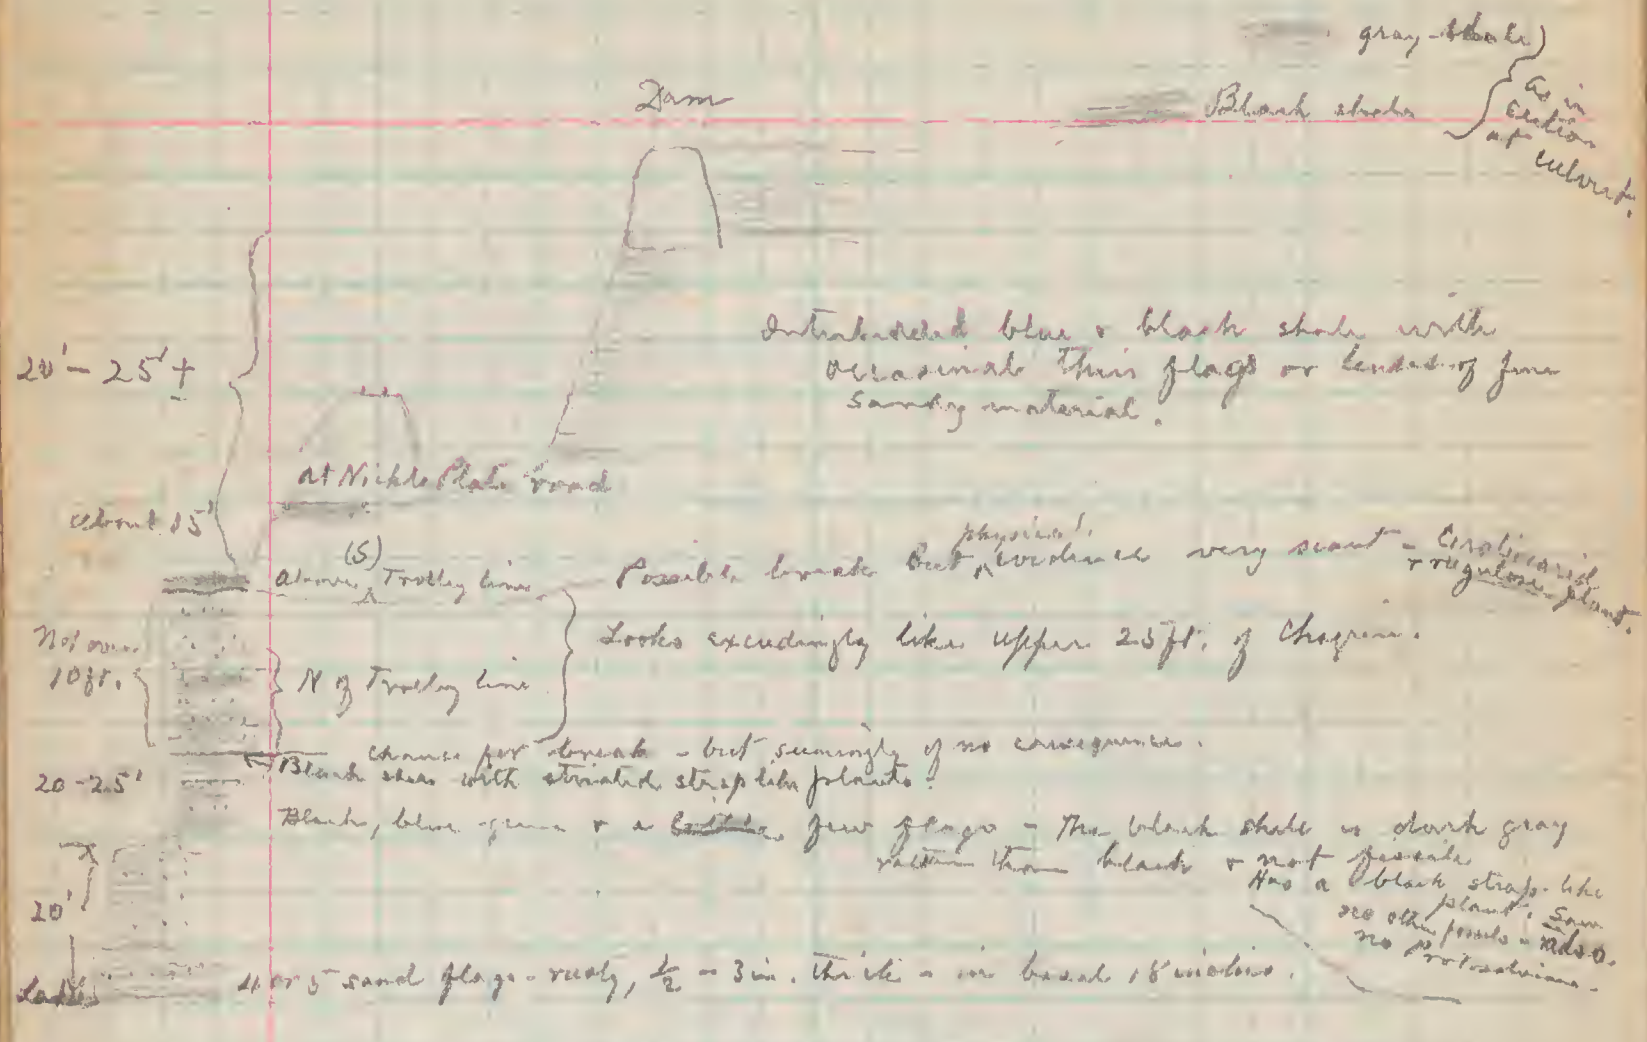 gray shale)
Dam
Black shale
As in
section
at
culvert.
Interbedded blue & black shale with
20' - 25' +
occasional thin flags or lenses of fine
sandy material.
at Nickle Plate road
about 15'
(S)
above Trolley line
physical
Possible break but evidence very scant -
& rugulose plant.
Not over
10 ft.
Looks exceedingly like upper 25 ft. of Chagrin.
N of Trolley line
chance for break - but seemingly of no consequence.
Black shale with striated strap like plants.
20-25'
Black, blue green & a little few flags - The black shale is dark gray
rather than black & not fissile
Has a black strap-like
plant. Saw
no other fossils - also
no Protosalvinia.
20'
4 or 5 sand flags - rusty, ½ - 3 in. thick - in basal 18 inches.